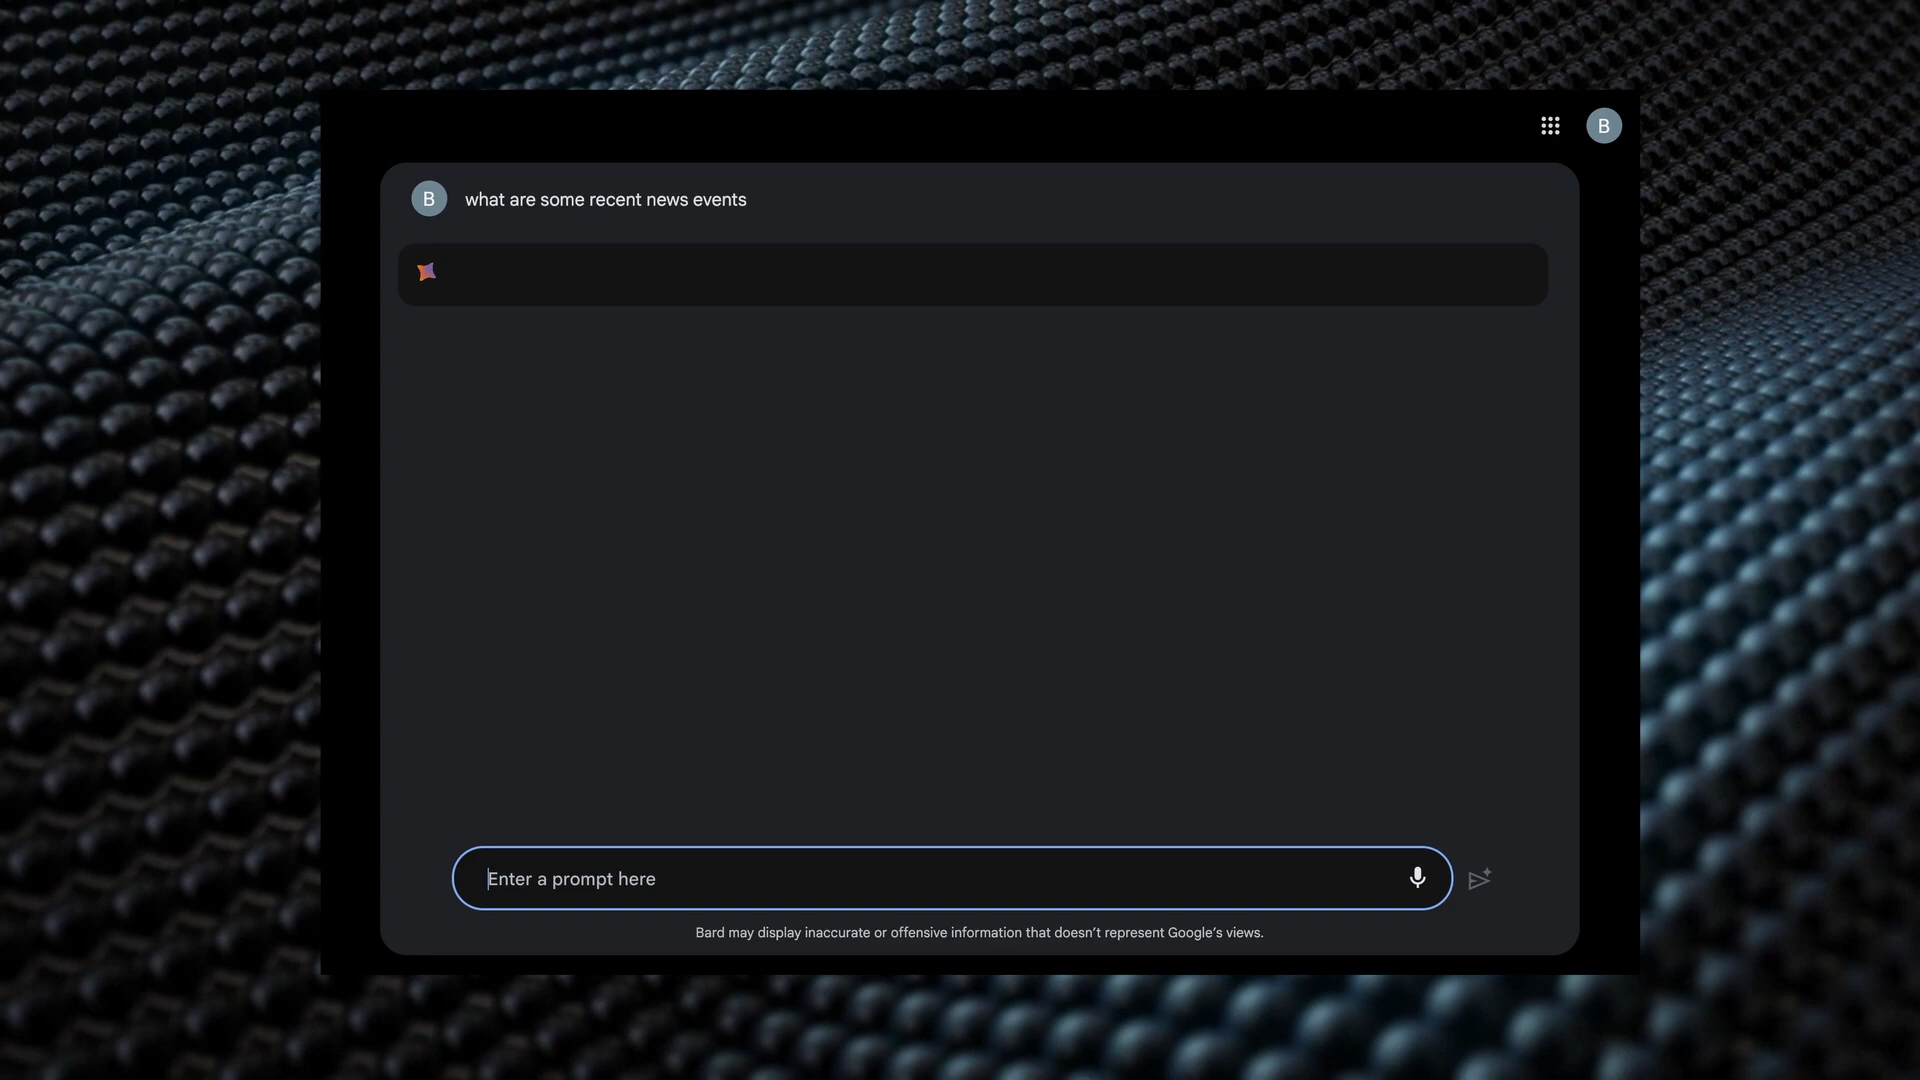 B
B what are some recent news events
Enter a prompt here
Bard may display inaccurate or offensive information that doesn’t represent Google’s views.